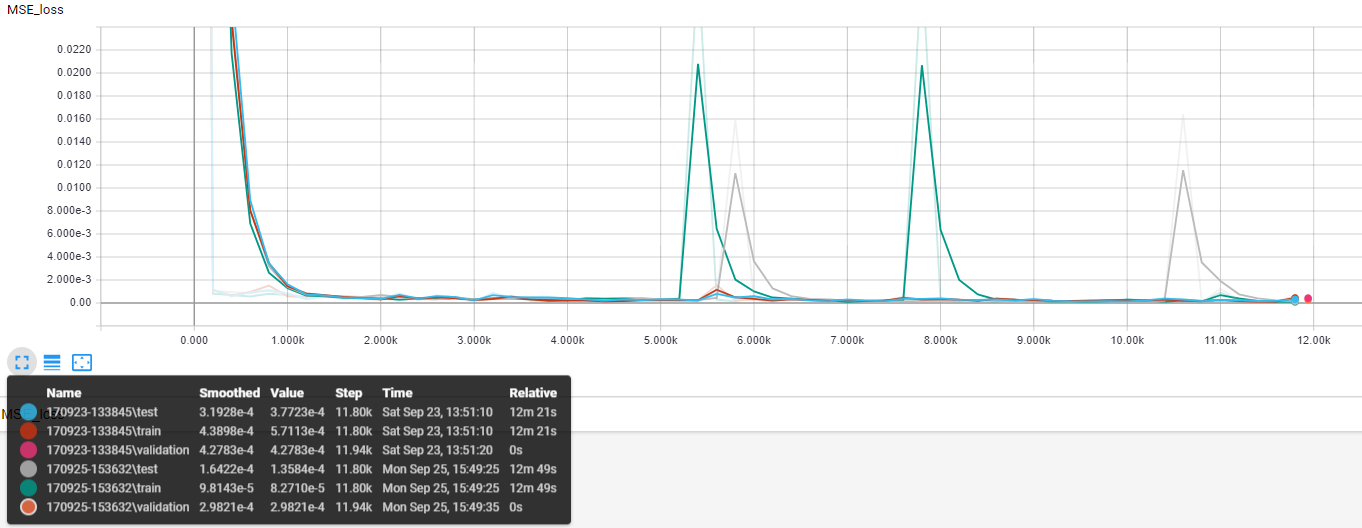 MSE_loss
0.0220
0.0200
0.0180
0.0160
0.0140
0.0120
0.0100
8.000e-3
6.000e-3
4.000e-3
2.000e-3
0.00
0.000 1.000k 2.000k 3.000k 4.000k 5.000k 6.000k 7.000k 8.000k 9.000k 10.00k 11.00k 12.00k
Name Smoothed Value Step Time Relative
170923-133845\test 3.1928e-4 3.7723e-4 11.80k Sat Sep 23, 13:51:10 12m 21s
170923-133845\train 4.3898e-4 5.7113e-4 11.80k Sat Sep 23, 13:51:10 12m 21s
170923-133845\validation 4.2783e-4 4.2783e-4 11.94k Sat Sep 23, 13:51:20 0s
170925-153632\test 1.6422e-4 1.3584e-4 11.80k Mon Sep 25, 15:49:25 12m 49s
170925-153632\train 9.8143e-5 8.2710e-5 11.80k Mon Sep 25, 15:49:25 12m 49s
170925-153632\validation 2.9821e-4 2.9821e-4 11.94k Mon Sep 25, 15:49:35 0s